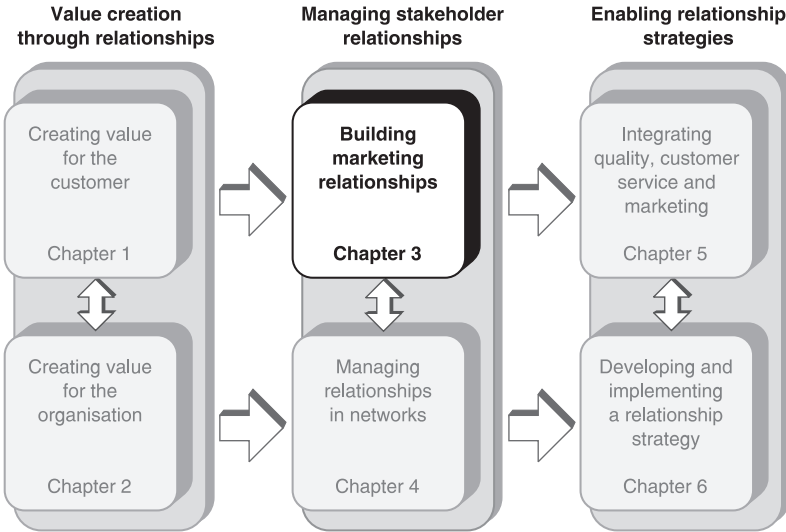 Value creation
through relationships
Managing stakeholder
relationships
Enabling relationship
strategies
Creating value
for the
customer
Chapter 1
Building
marketing
relationships
Chapter 3
Integrating
quality, customer
service and
marketing
Chapter 5
Creating value
for the
organisation
Chapter 2
Managing
relationships
in networks
Chapter 4
Developing and
implementing
a relationship
strategy
Chapter 6